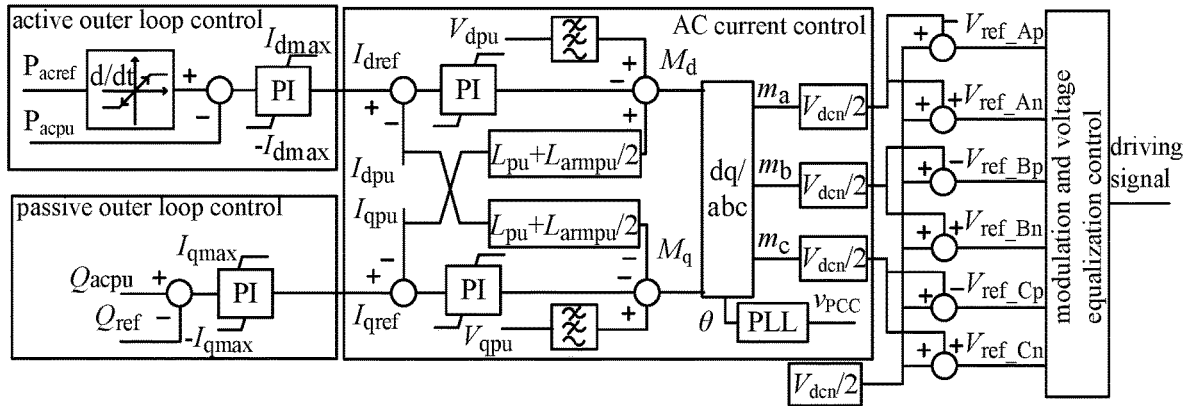 active outer loop control
P_acref
d/dt
P_acpu
+
−
PI
I_dmax
-I_dmax
passive outer loop control
Q_acpu
Q_ref
+
−
PI
I_qmax
-I_qmax
AC current control
V_dpu
I_dref
+
−
PI
−
+
+
M_d
I_dpu
L_pu+L_armpu/2
I_qpu
L_pu+L_armpu/2
M_q
−
+
I_qref
PI
−
−
+
V_qpu
dq/
abc
m_a
m_b
m_c
θ
PLL
v_PCC
V_dcn/2
V_dcn/2
V_dcn/2
V_dcn/2
+
−
V_ref_Ap
+
+
V_ref_An
+
−
V_ref_Bp
+
+
V_ref_Bn
+
−
V_ref_Cp
+
+
V_ref_Cn
modulation and voltage
equalization control
driving
signal